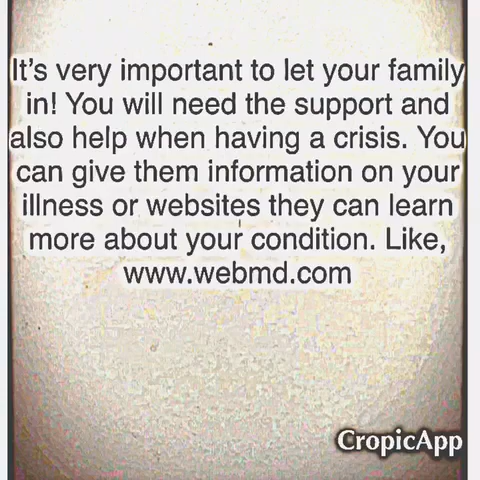 It's very important to let your family
in! You will need the support and
also help when having a crisis. You
can give them information on your
illness or websites they can learn
more about your condition. Like,
www.webmd.com
CropicApp